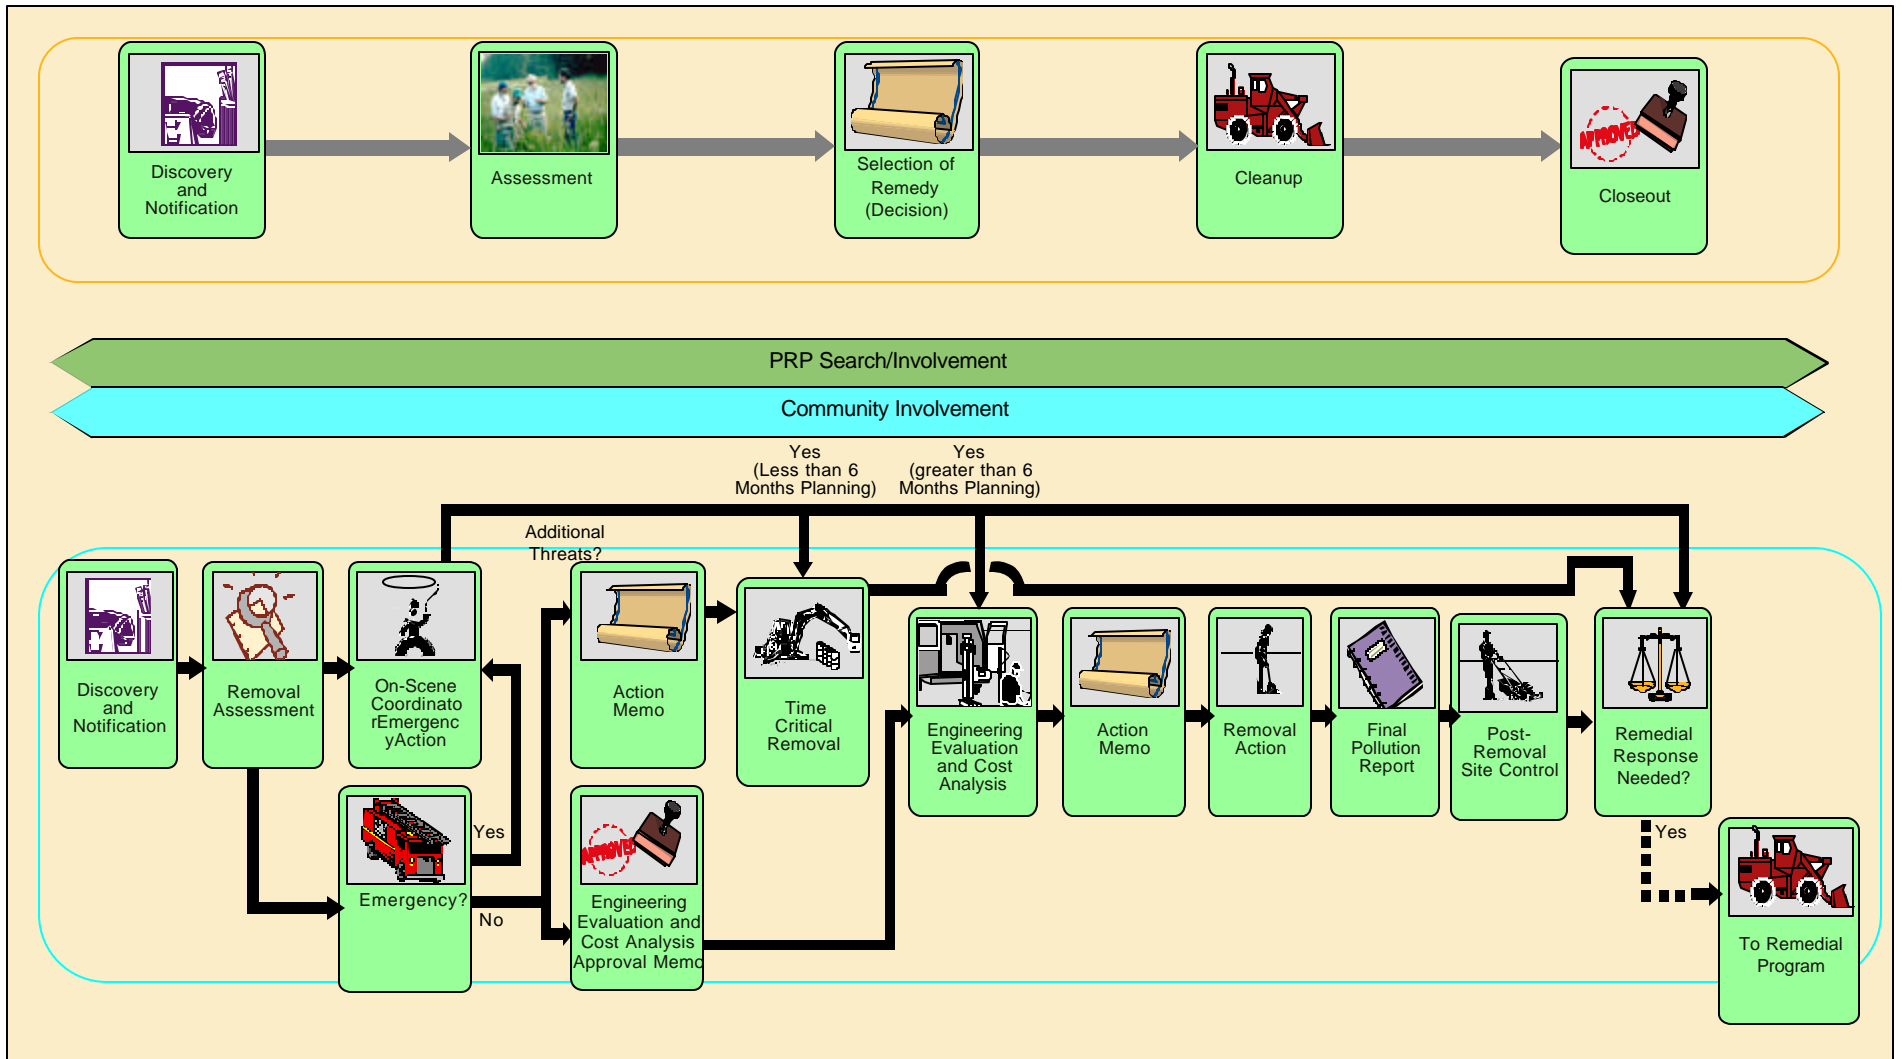 Discovery
and
Notification
Assessment
Selection of
Remedy
(Decision)
Cleanup
APPROVED
Closeout
PRP Search/Involvement
Community Involvement
Yes
(Less than 6
Months Planning)
Yes
(greater than 6
Months Planning)
Additional
Threats?
Discovery
and
Notification
Removal
Assessment
On-Scene
Coordinato
rEmergenc
yAction
Action
Memo
Time
Critical
Removal
Engineering
Evaluation
and Cost
Analysis
Action
Memo
Removal
Action
Final
Pollution
Report
Post-
Removal
Site Control
Remedial
Response
Needed?
Emergency?
Yes
No
APPROVED
Engineering
Evaluation and
Cost Analysis
Approval Memo
Yes
To Remedial
Program